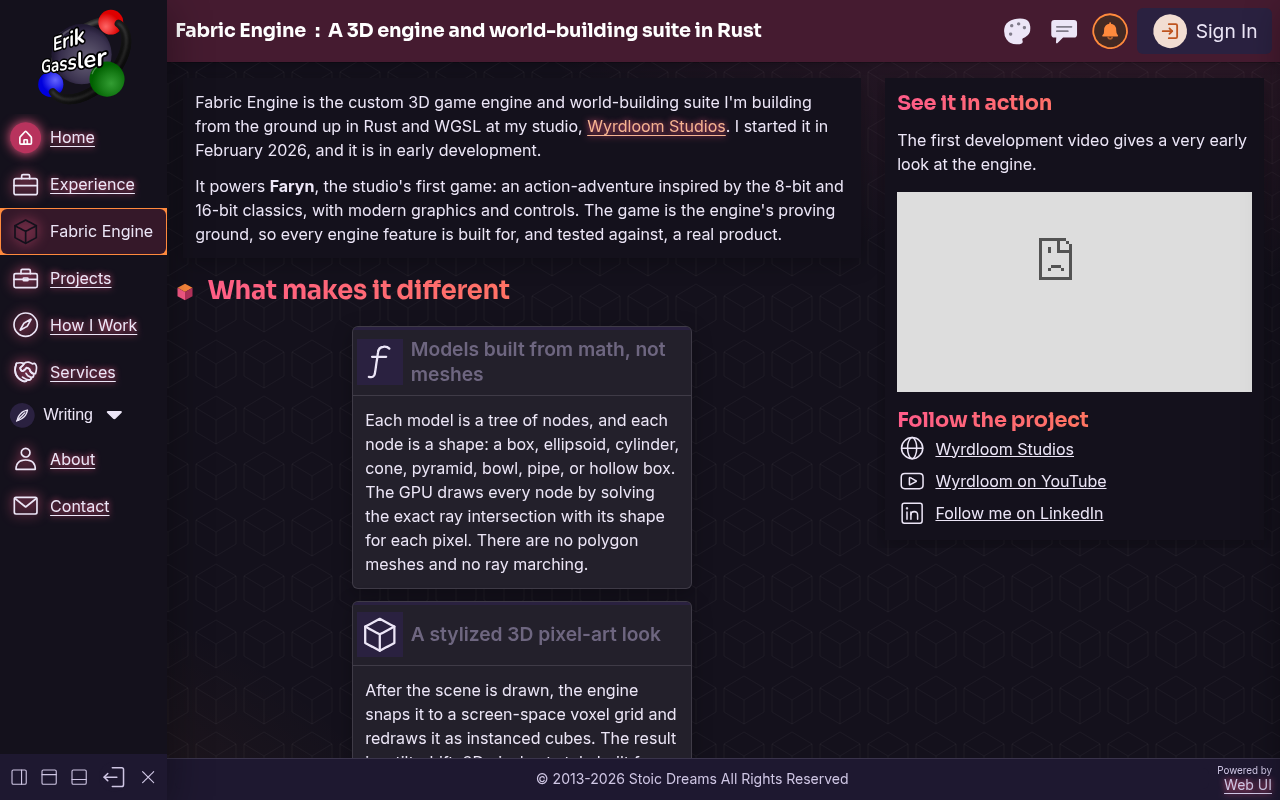 Erik
Gassler
Home
Experience
Fabric Engine
Projects
How I Work
Services
Writing
About
Contact
Fabric Engine : A 3D engine and world-building suite in Rust
Sign In
Fabric Engine is the custom 3D game engine and world-building suite I'm building
from the ground up in Rust and WGSL at my studio, Wyrdloom Studios. I started it in
February 2026, and it is in early development.
It powers Faryn, the studio's first game: an action-adventure inspired by the 8-bit and
16-bit classics, with modern graphics and controls. The game is the engine's proving
ground, so every engine feature is built for, and tested against, a real product.
What makes it different
Models built from math, not
meshes
Each model is a tree of nodes, and each
node is a shape: a box, ellipsoid, cylinder,
cone, pyramid, bowl, pipe, or hollow box.
The GPU draws every node by solving
the exact ray intersection with its shape
for each pixel. There are no polygon
meshes and no ray marching.
A stylized 3D pixel-art look
After the scene is drawn, the engine
snaps it to a screen-space voxel grid and
redraws it as instanced cubes. The result
See it in action
The first development video gives a very early
look at the engine.
Follow the project
Wyrdloom Studios
Wyrdloom on YouTube
Follow me on LinkedIn
© 2013-2026 Stoic Dreams All Rights Reserved
Powered by
Web UI